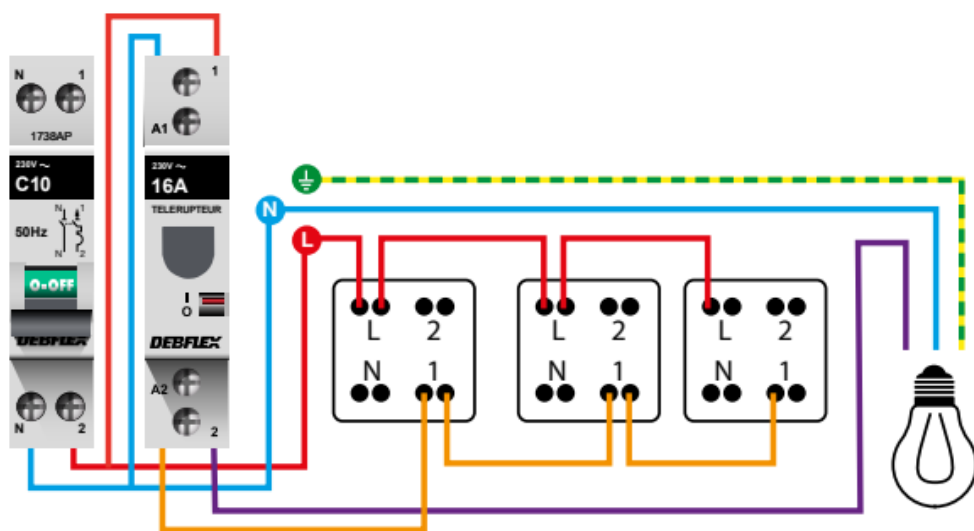 N 1
1738AP
230V ~
C10
50Hz
N 1
N 2
O-OFF
DEBFLEX
N 2
1
A1
230V ~
16A
TELERUPTEUR
I
O
DEBFLEX
A2
2
N
L
L 2
N 1
L 2
N 1
L 2
N 1